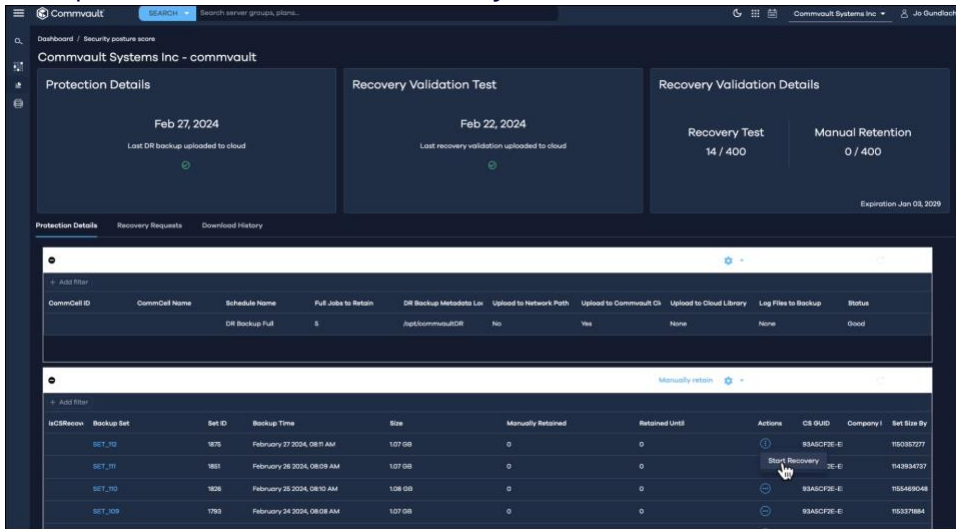 Commvault
SEARCH
Search server groups, plans...
Commvault Systems Inc
Jo Gundlach
Dashboard / Security posture score
Commvault Systems Inc - commvault
Protection Details
Feb 27, 2024
Last DR backup uploaded to cloud
Recovery Validation Test
Feb 22, 2024
Last recovery validation uploaded to cloud
Recovery Validation Details
Recovery Test
14 / 400
Manual Retention
0 / 400
Expiration Jan 03, 2029
Protection Details Recovery Requests Download History
+ Add filter
CommCell ID CommCell Name Schedule Name Full Jobs to Retain DR Backup Metadata Loc Upload to Network Path Upload to Commvault Cl Upload to Cloud Library Log Files to Backup Status
DR Backup Full 5 /opt/commvaultDR No Yes None None Good
Manually retain
+ Add filter
isCSRecove Backup Set Set ID Backup Time Size Manually Retained Retained Until Actions CS GUID Company I Set Size By
SET_112 1875 February 27 2024, 08:11 AM 1.07 GB 0 0 93A5CF2E-E 1150357277
SET_111 1851 February 26 2024, 08:09 AM 1.07 GB 0 0 2E-E 1143934737
Start Recovery
SET_110 1826 February 25 2024, 08:10 AM 1.08 GB 0 0 93A5CF2E-E 1155469048
SET_109 1793 February 24 2024, 08:08 AM 1.07 GB 0 0 93A5CF2E-E 1153371884